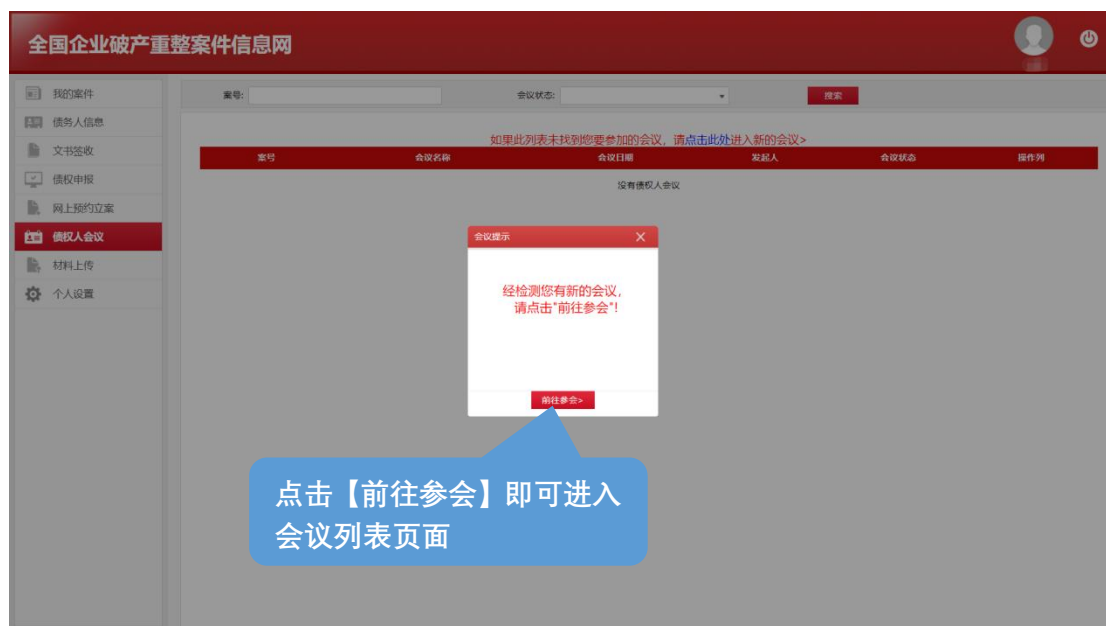 全国企业破产重整案件信息网
我的案件
债务人信息
文书签收
债权申报
网上预约立案
债权人会议
材料上传
个人设置
案号:
会议状态:
搜索
如果此列表未找到您要参加的会议，请点击此处进入新的会议>
案号 会议名称 会议日期 发起人 会议状态 操作列
没有债权人会议
会议提示
经检测您有新的会议,
请点击"前往参会"!
前往参会>
点击【前往参会】即可进入
会议列表页面